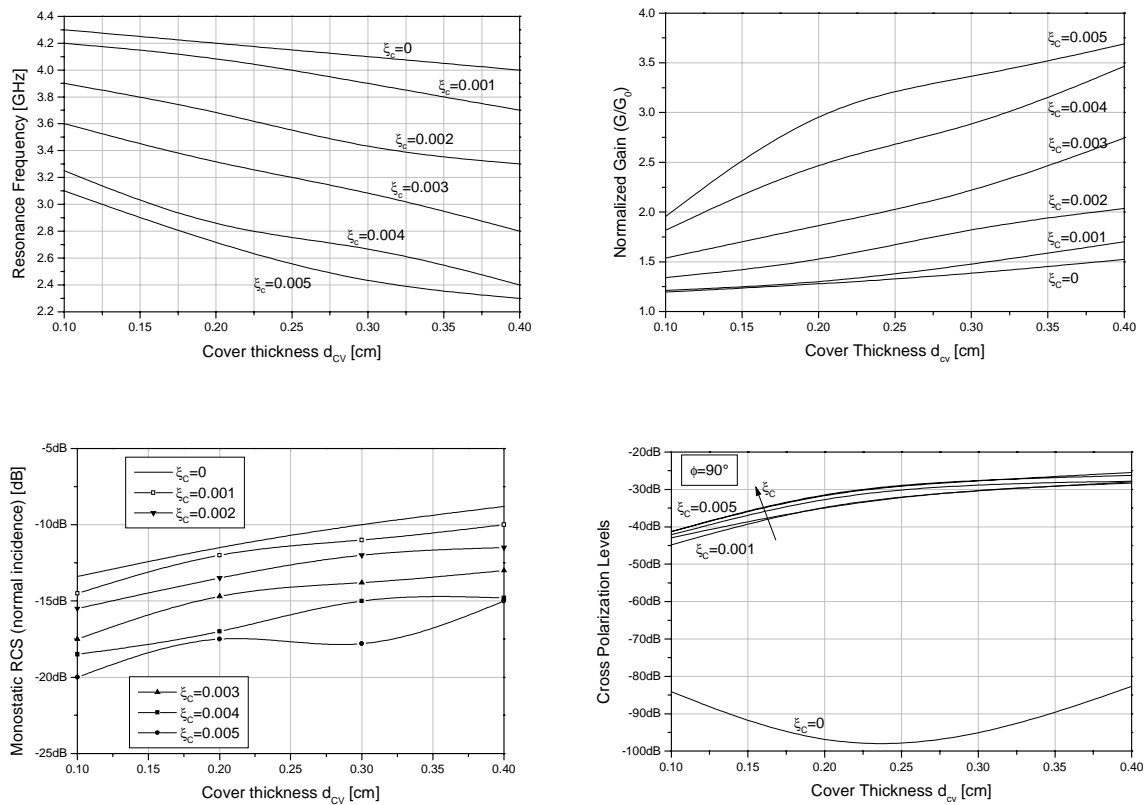 4.4
4.2
4.0
3.8
3.6
3.4
3.2
3.0
2.8
2.6
2.4
2.2
Resonance Frequency [GHz]
ξc=0
ξc=0.001
ξc=0.002
ξc=0.003
ξc=0.004
ξc=0.005
0.10 0.15 0.20 0.25 0.30 0.35 0.40
Cover thickness dCV [cm]
4.0
3.5
3.0
2.5
2.0
1.5
1.0
Normalized Gain (G/G0)
ξC=0.005
ξC=0.004
ξC=0.003
ξC=0.002
ξC=0.001
ξC=0
0.10 0.15 0.20 0.25 0.30 0.35 0.40
Cover Thickness dcv [cm]
-5dB
-10dB
-15dB
-20dB
-25dB
Monostatic RCS (normal incidence) [dB]
ξC=0
ξC=0.001
ξC=0.002
ξC=0.003
ξC=0.004
ξC=0.005
0.10 0.15 0.20 0.25 0.30 0.35 0.40
Cover thickness dCV [cm]
-20dB
-30dB
-40dB
-50dB
-60dB
-70dB
-80dB
-90dB
-100dB
Cross Polarization Levels
ϕ=90°
ξC
ξC=0.005
ξC=0.001
ξC=0
0.10 0.15 0.20 0.25 0.30 0.35 0.40
Cover Thickness dcv [cm]